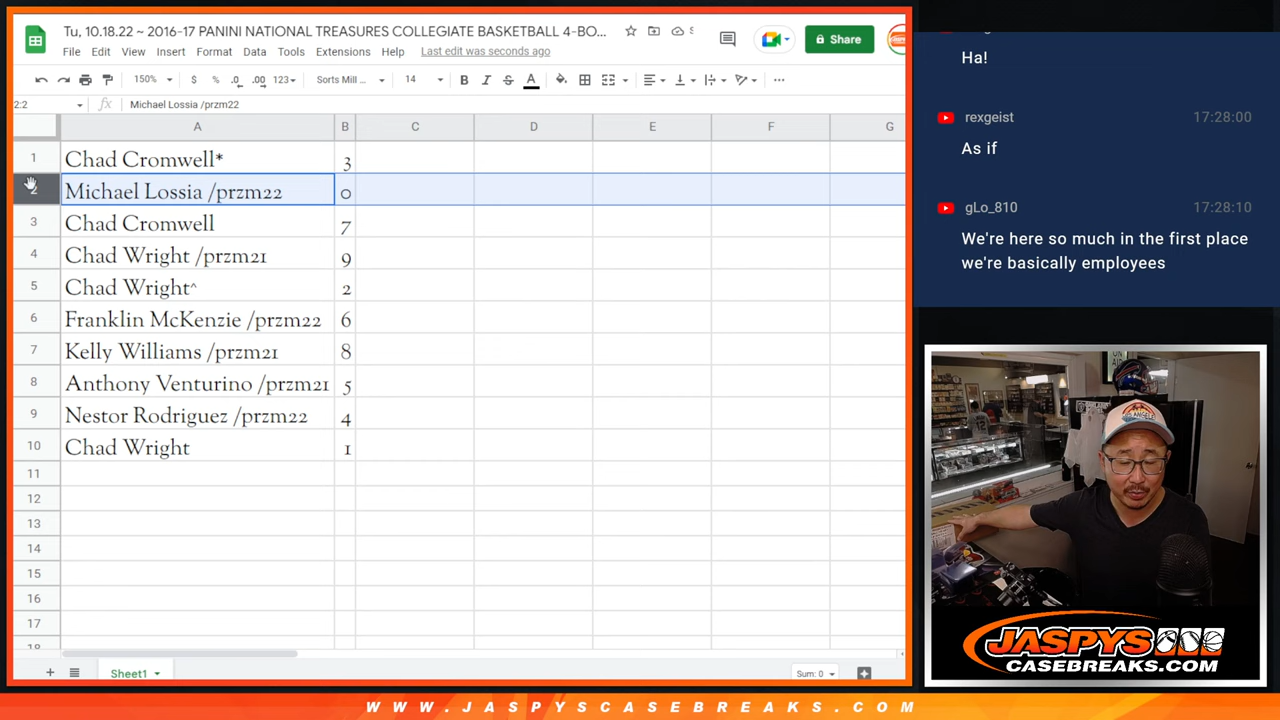 Tu, 10.18.22 ~ 2016-17 PANINI NATIONAL TREASURES COLLEGIATE BASKETBALL 4-BO...
File Edit View Insert Format Data Tools Extensions Help Last edit was seconds ago
Share
150% $ % .0 .00 123 Sorts Mill ... 14 B I S A
2:2 fx Michael Lossia /przm22
A B C D E F G
1 Chad Cromwell* 3
2 Michael Lossia /przm22 0
3 Chad Cromwell 7
4 Chad Wright /przm21 9
5 Chad Wright^ 2
6 Franklin McKenzie /przm22 6
7 Kelly Williams /przm21 8
8 Anthony Venturino /przm21 5
9 Nestor Rodriguez /przm22 4
10 Chad Wright 1
11
12
13
14
15
16
17
18
Sheet1 Sum: 0
Ha!
rexgeist 17:28:00
As if
gLo_810 17:28:10
We're here so much in the first place
we're basically employees
JASPYS
CASEBREAKS.COM
WWW.JASPYSCASEBREAKS.COM